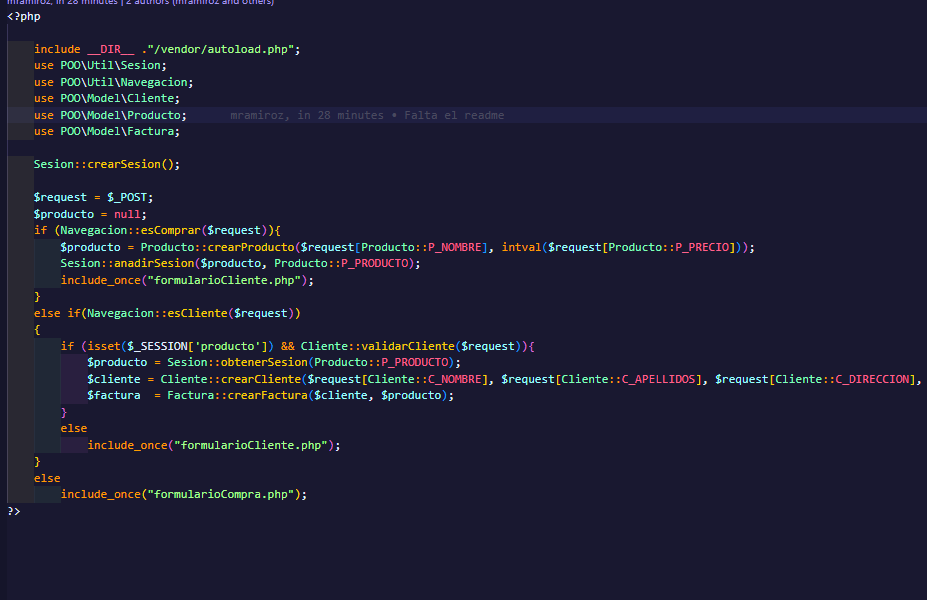 mramiroz, in 28 minutes | 2 authors (mramiroz and others)
<?php
include __DIR__ ."/vendor/autoload.php";
use POO\Util\Sesion;
use POO\Util\Navegacion;
use POO\Model\Cliente;
use POO\Model\Producto; mramiroz, in 28 minutes • Falta el readme
use POO\Model\Factura;
Sesion::crearSesion();
$request = $_POST;
$producto = null;
if (Navegacion::esComprar($request)){
$producto = Producto::crearProducto($request[Producto::P_NOMBRE], intval($request[Producto::P_PRECIO]));
Sesion::anadirSesion($producto, Producto::P_PRODUCTO);
include_once("formularioCliente.php");
}
else if(Navegacion::esCliente($request))
{
if (isset($_SESSION['producto']) && Cliente::validarCliente($request)){
$producto = Sesion::obtenerSesion(Producto::P_PRODUCTO);
$cliente = Cliente::crearCliente($request[Cliente::C_NOMBRE], $request[Cliente::C_APELLIDOS], $request[Cliente::C_DIRECCION],
$factura  = Factura::crearFactura($cliente, $producto);
}
else
include_once("formularioCliente.php");
}
else
include_once("formularioCompra.php");
?>